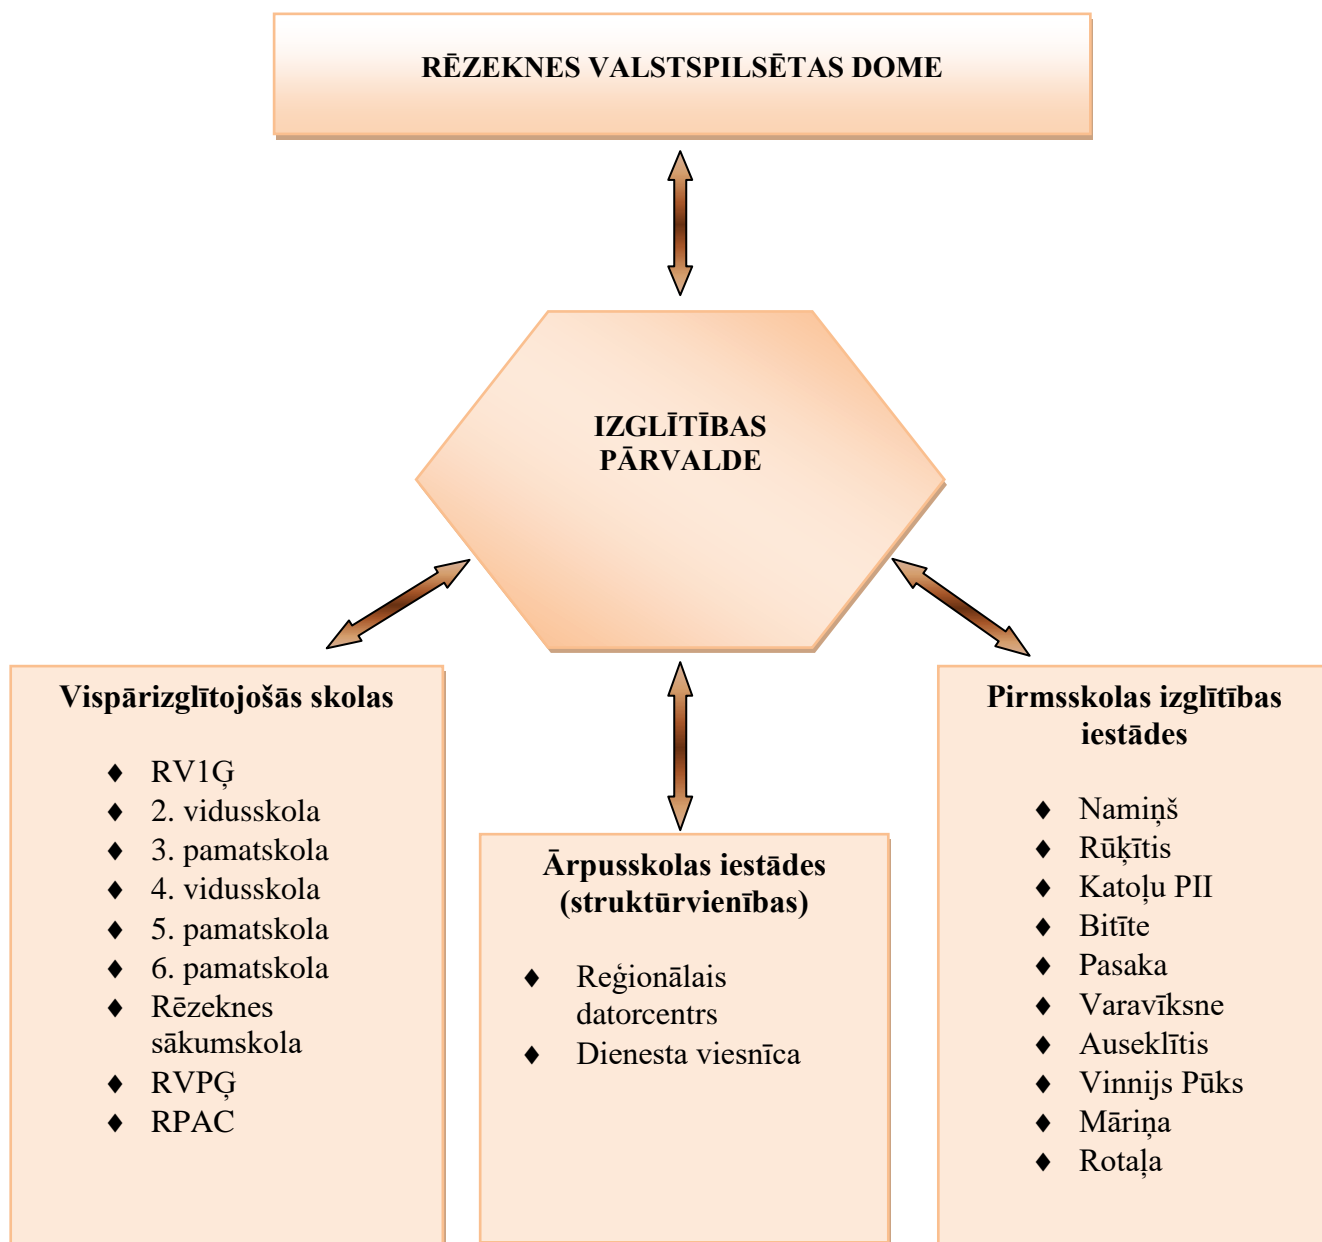 RĒZEKNES VALSTSPILSĒTAS DOME
IZGLĪTĪBAS
PĀRVALDE
Vispārizglītojošās skolas
♦ RV1Ģ
♦ 2. vidusskola
♦ 3. pamatskola
♦ 4. vidusskola
♦ 5. pamatskola
♦ 6. pamatskola
♦ Rēzeknes
sākumskola
♦ RVPĢ
♦ RPAC
Ārpusskolas iestādes
(struktūrvienības)
♦ Reģionālais
datorcentrs
♦ Dienesta viesnīca
Pirmsskolas izglītības
iestādes
♦ Namiņš
♦ Rūķītis
♦ Katoļu PII
♦ Bitīte
♦ Pasaka
♦ Varavīksne
♦ Auseklītis
♦ Vinnijs Pūks
♦ Māriņa
♦ Rotaļa